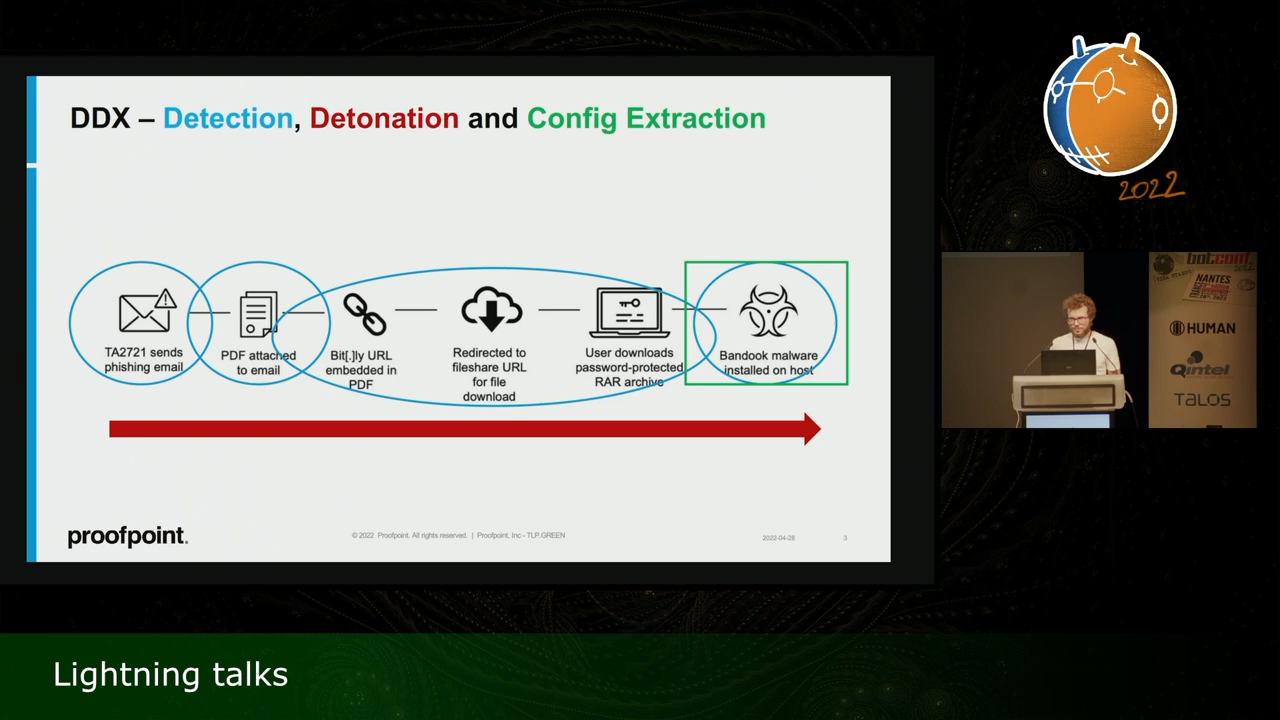 DDX – Detection, Detonation and Config Extraction
TA2721 sends
phishing email
PDF attached
to email
Bit[.]ly URL
embedded in
PDF
Redirected to
fileshare URL
for file
download
User downloads
password-protected
RAR archive
Bandook malware
installed on host
proofpoint.
© 2022 Proofpoint. All rights reserved. | Proofpoint, Inc - TLP.GREEN
2022-04-28
3
2022
botconf
NANTES
HUMAN
Qintel
TALOS
Lightning talks